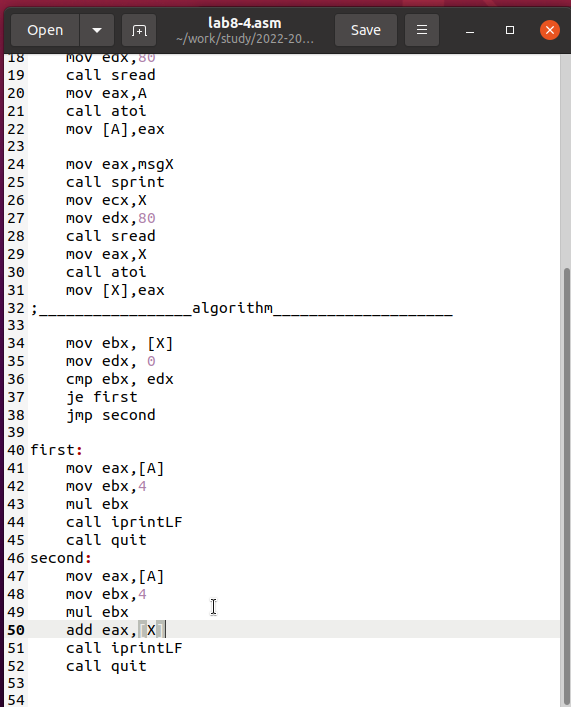 Open
lab8-4.asm
~/work/study/2022-20...
Save
18 mov edx,80
19 call sread
20 mov eax,A
21 call atoi
22 mov [A],eax
23
24 mov eax,msgX
25 call sprint
26 mov ecx,X
27 mov edx,80
28 call sread
29 mov eax,X
30 call atoi
31 mov [X],eax
32 ;_________________algorithm____________________
33
34 mov ebx, [X]
35 mov edx, 0
36 cmp ebx, edx
37 je first
38 jmp second
39
40 first:
41 mov eax,[A]
42 mov ebx,4
43 mul ebx
44 call iprintLF
45 call quit
46 second:
47 mov eax,[A]
48 mov ebx,4
49 mul ebx
50 add eax,[X]
51 call iprintLF
52 call quit
53
54